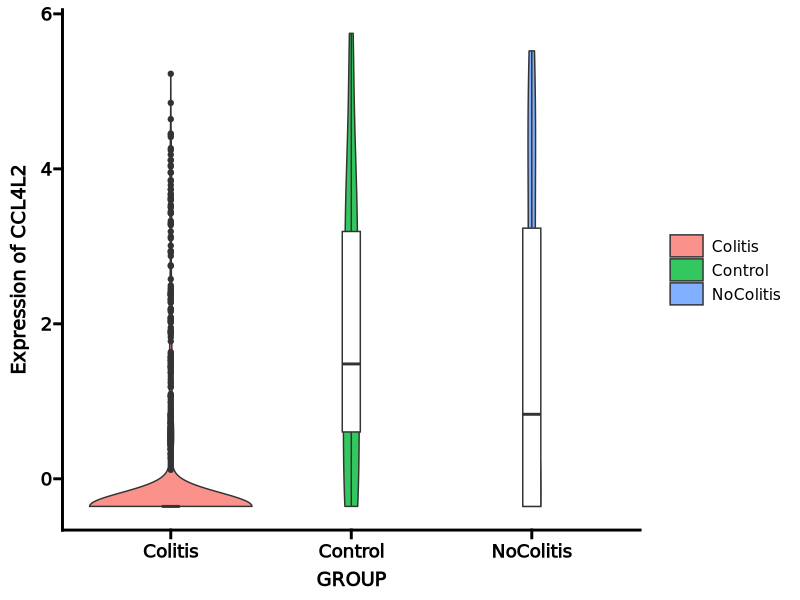 Expression of CCL4L2
6
4
2
0
Colitis
Control
NoColitis
GROUP
Colitis
Control
NoColitis